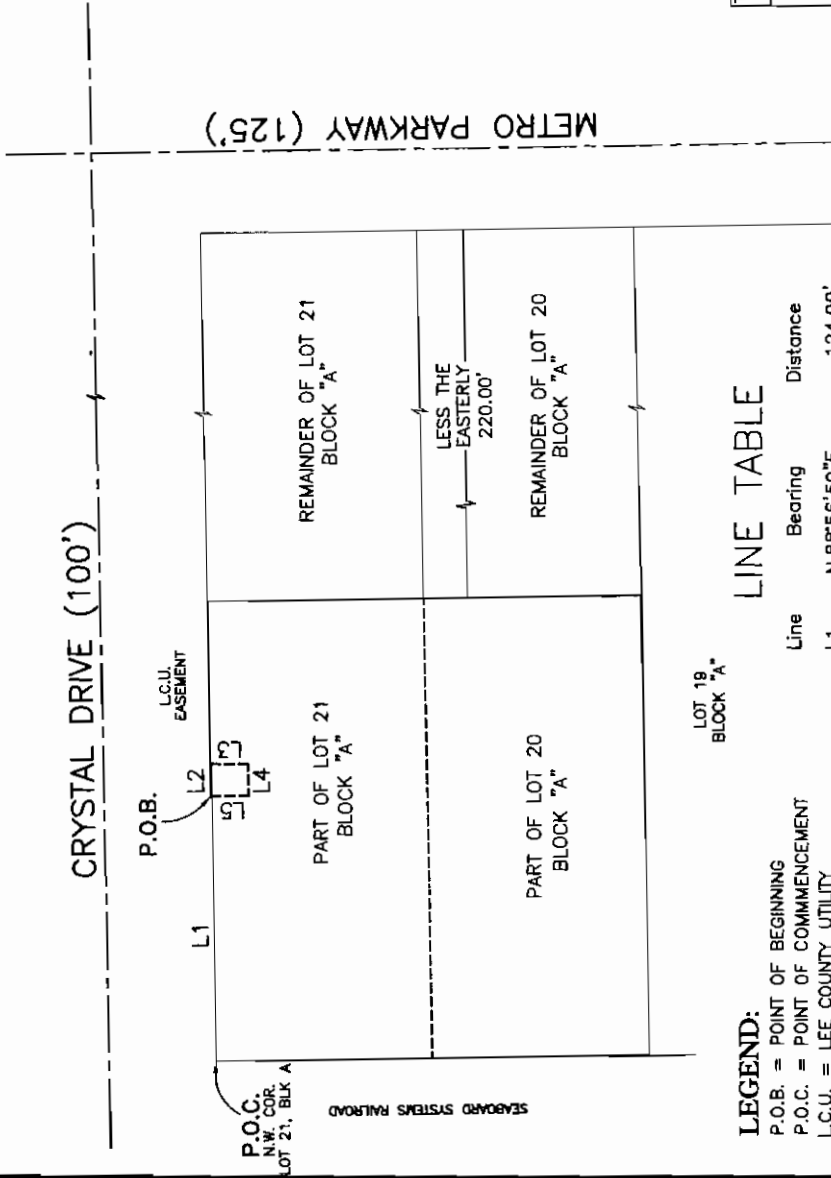 CRYSTAL DRIVE (100')
METRO PARKWAY (125')
P.O.B.
L.C.U.
EASEMENT
L1
L2
L3
L4
L5
P.O.C.
N.W. COR.
LOT 21, BLK A
SEABOARD SYSTEMS RAILROAD
PART OF LOT 21
BLOCK "A"
REMAINDER OF LOT 21
BLOCK "A"
LESS THE
EASTERLY
220.00'
PART OF LOT 20
BLOCK "A"
REMAINDER OF LOT 20
BLOCK "A"
LOT 19
BLOCK "A"
LEGEND:
P.O.B. = POINT OF BEGINNING
P.O.C. = POINT OF COMMMENCEMENT
L.C.U. = LEE COUNTY UTILITY
LINE TABLE
Line Bearing Distance
L1